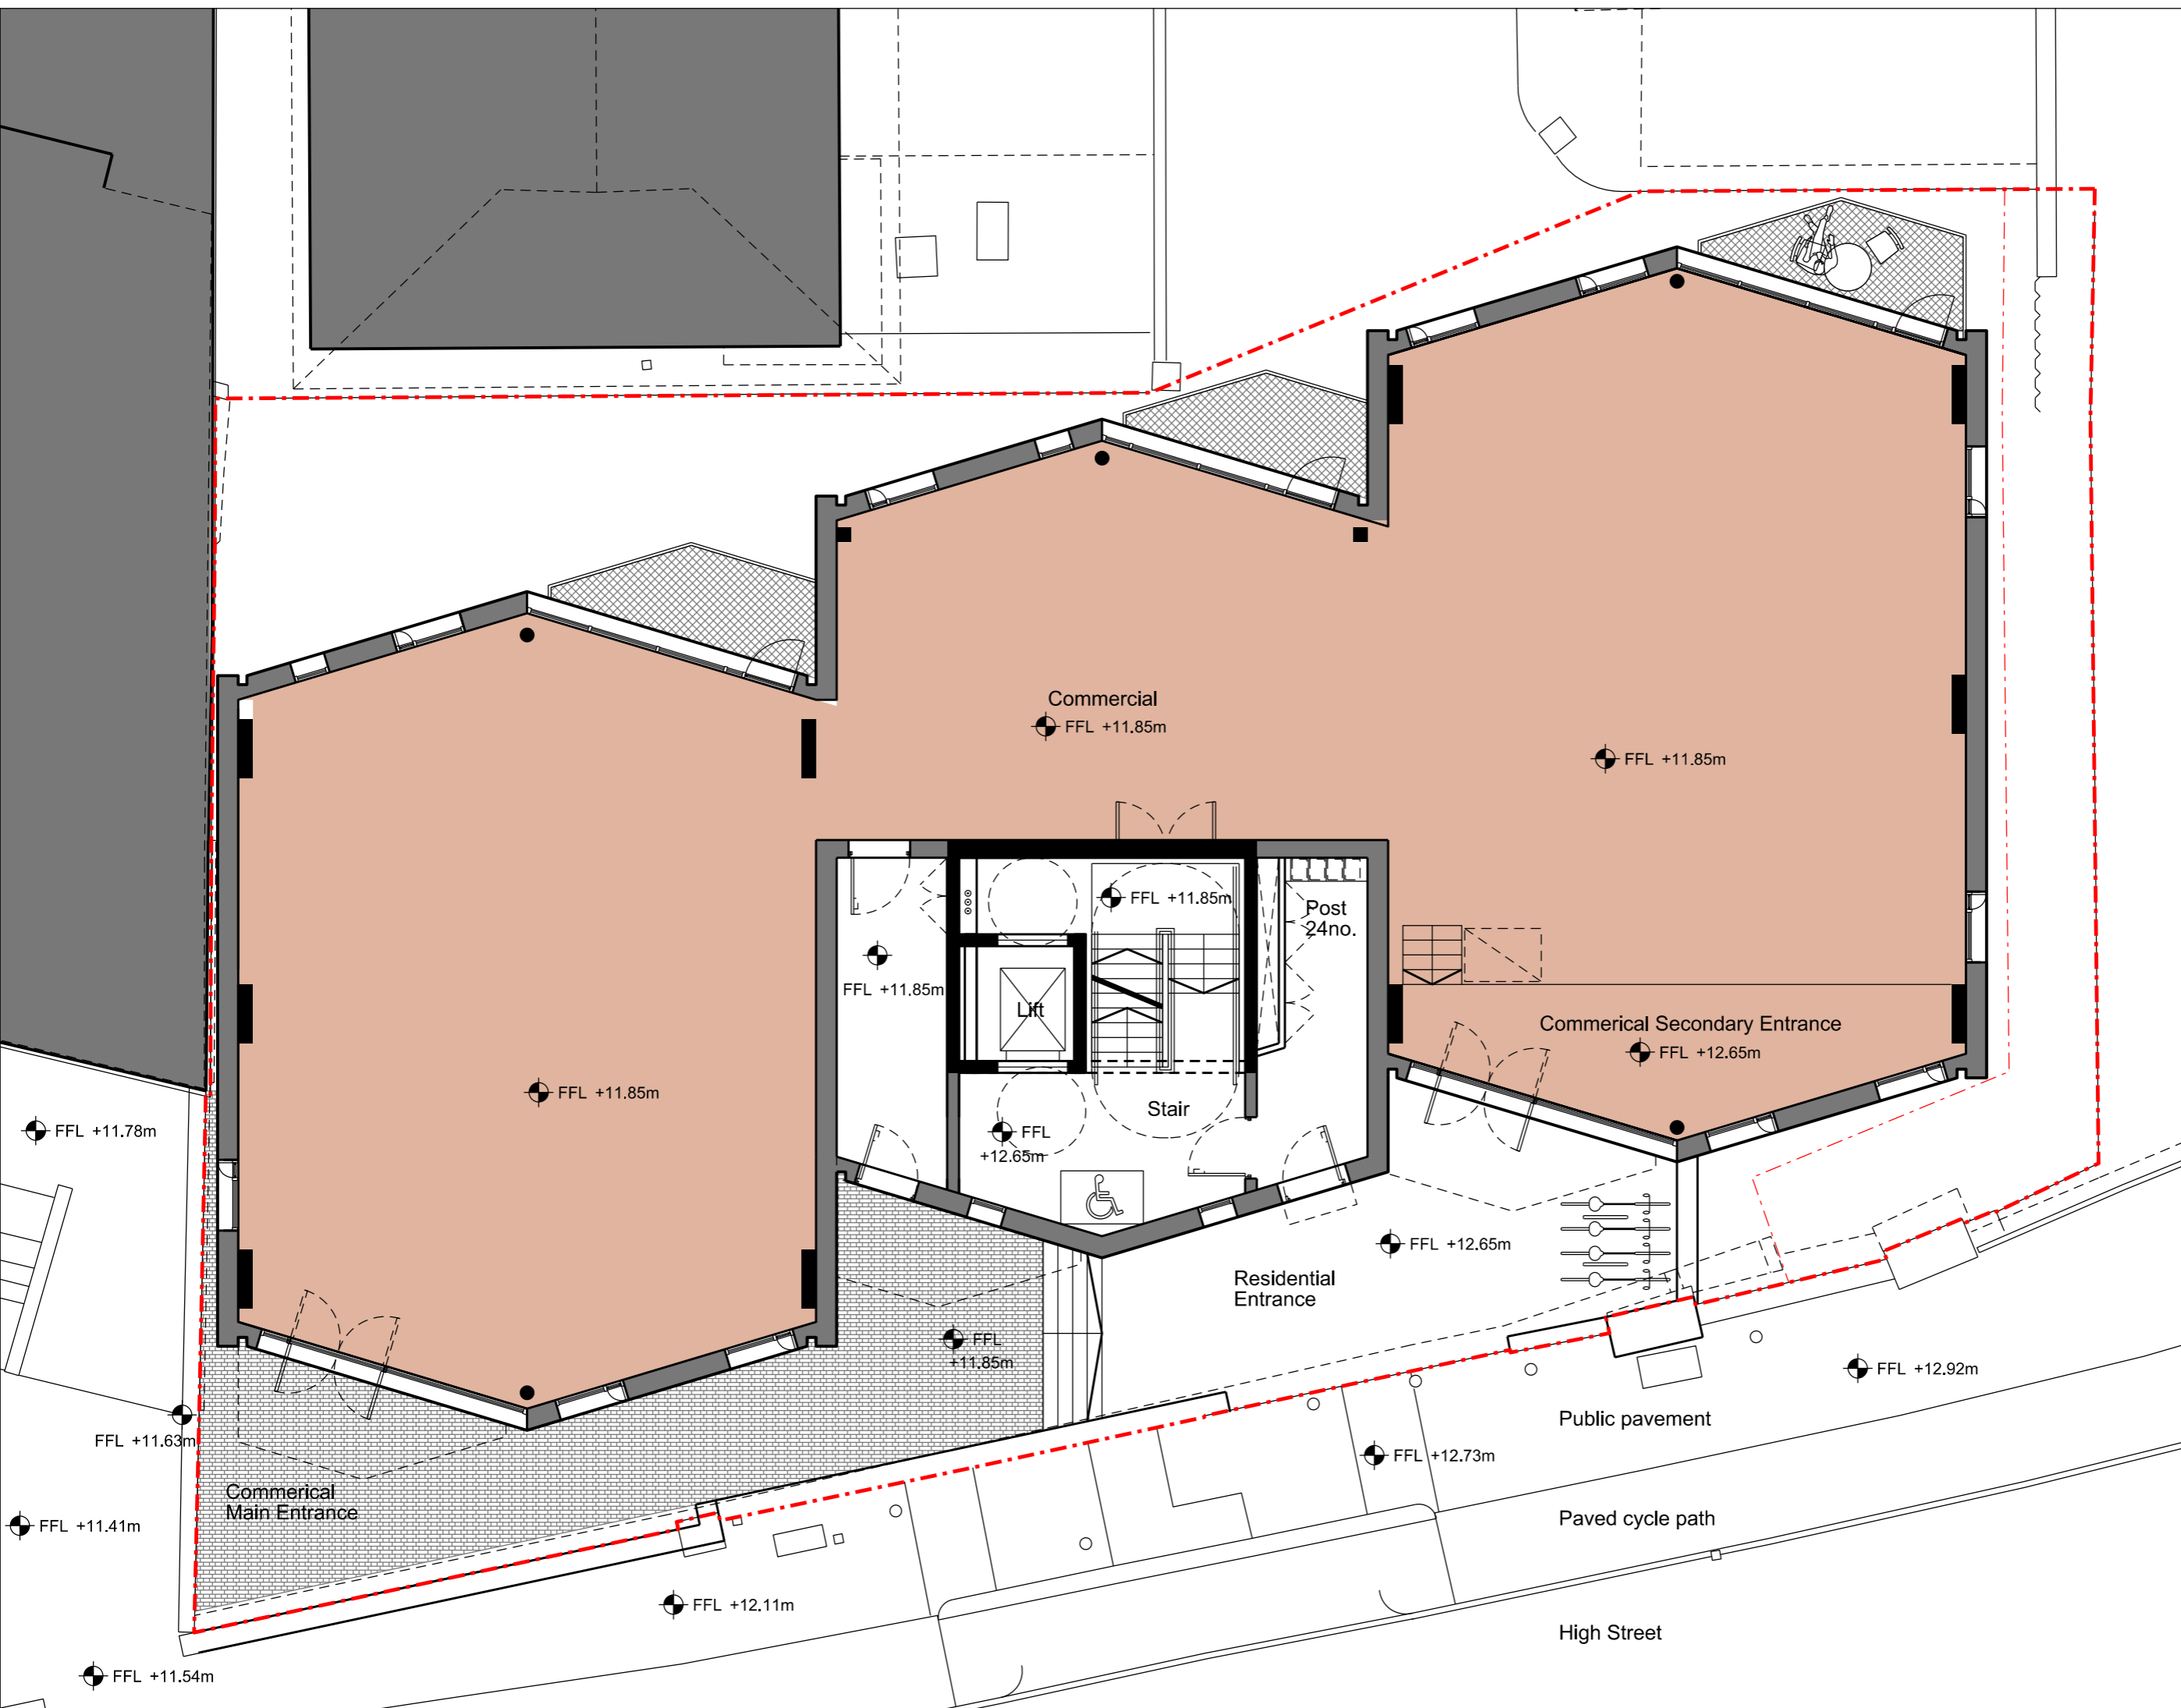 Commercial
FFL +11.85m
FFL +11.85m
FFL +11.85m
Post
24no.
FFL +11.85m
Lift
Commerical Secondary Entrance
FFL +12.65m
FFL +11.85m
Stair
FFL +11.78m
FFL
+12.65m
FFL +12.65m
Residential
Entrance
FFL
+11.85m
FFL +12.92m
Public pavement
FFL +11.63m
FFL +12.73m
Commerical
Main Entrance
Paved cycle path
FFL +11.41m
FFL +12.11m
High Street
FFL +11.54m